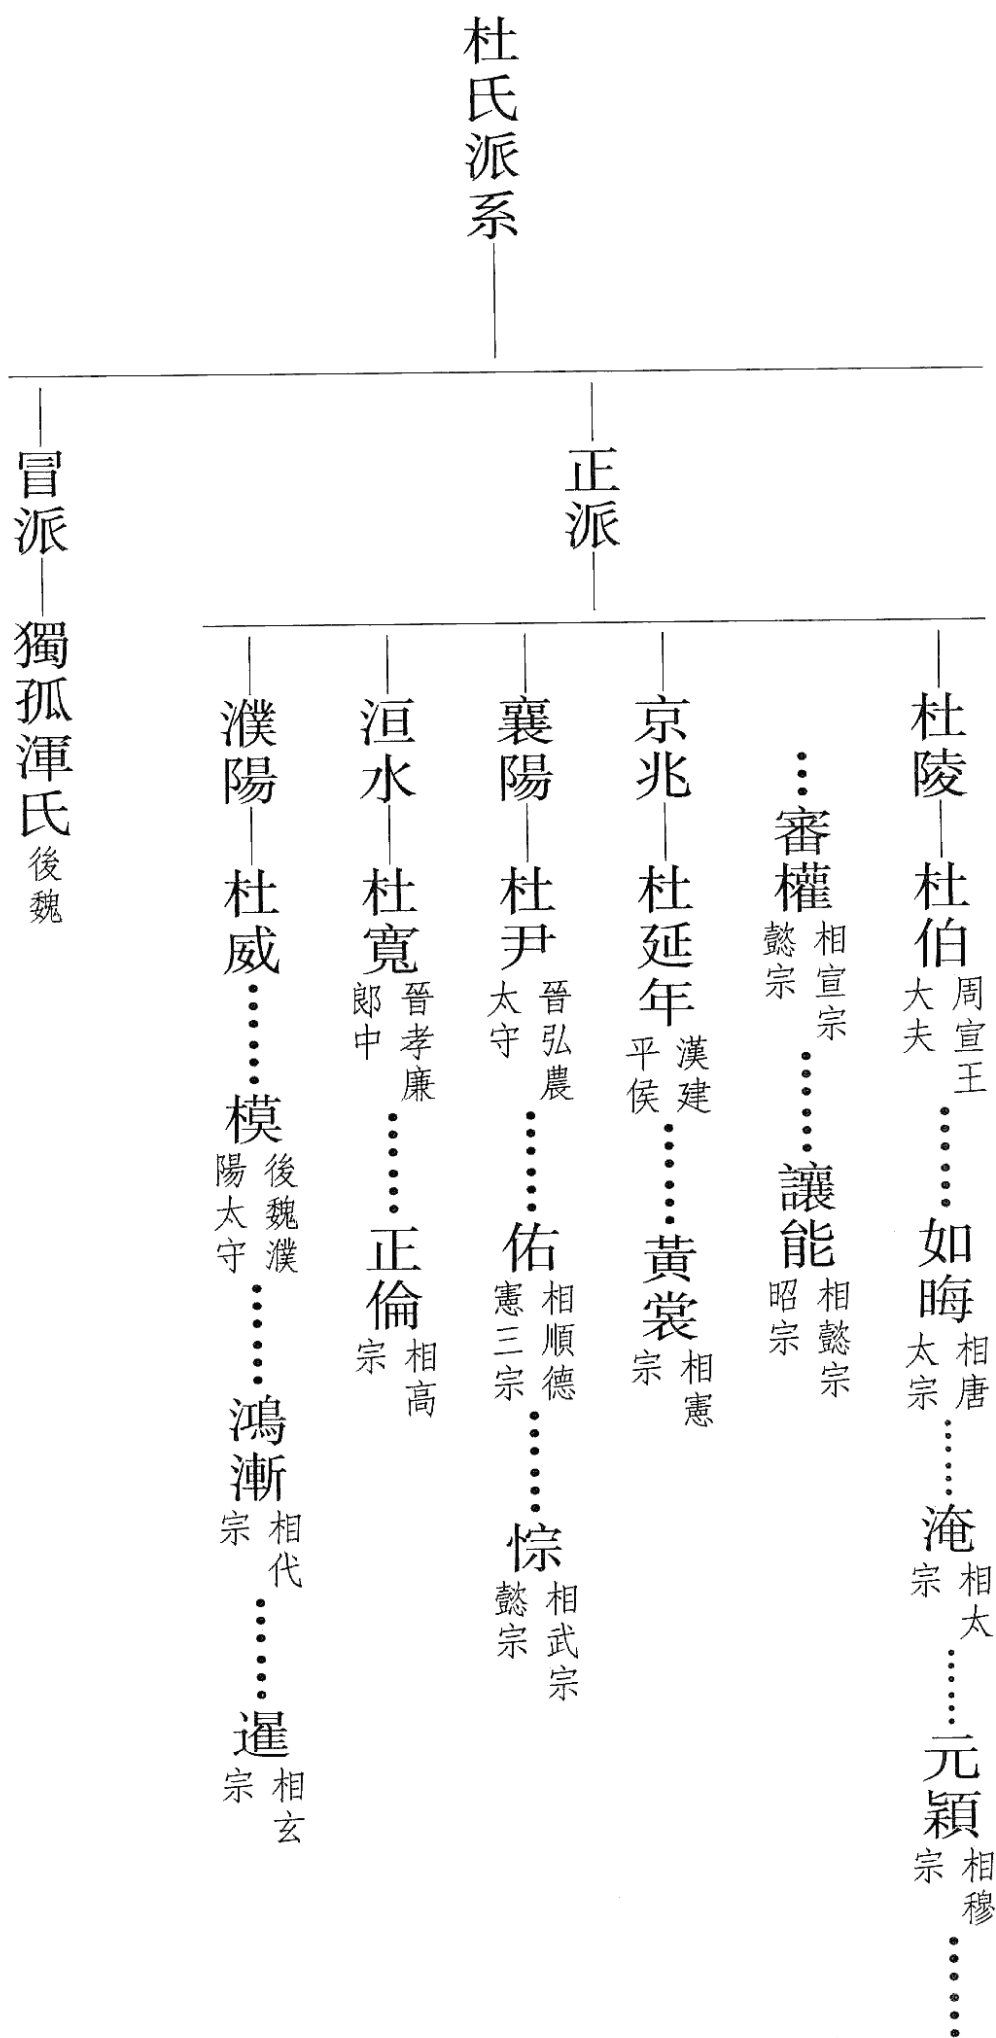 杜氏派系
正派
杜陵
杜伯
周宣王
大夫
如晦
相唐
太宗
淹
相太
宗
元穎
相穆
宗
審權
相宣宗
懿宗
讓能
相懿宗
昭宗
京兆
杜延年
漢建
平侯
黃裳
相憲
宗
襄陽
杜尹
晉弘農
太守
佑
相順德
憲三宗
悰
相武宗
懿宗
洹水
杜寬
晉孝廉
郎中
正倫
相高
宗
濮陽
杜威
模
後魏濮
陽太守
鴻漸
相代
宗
暹
相玄
宗
冒派
獨孤渾氏
後魏